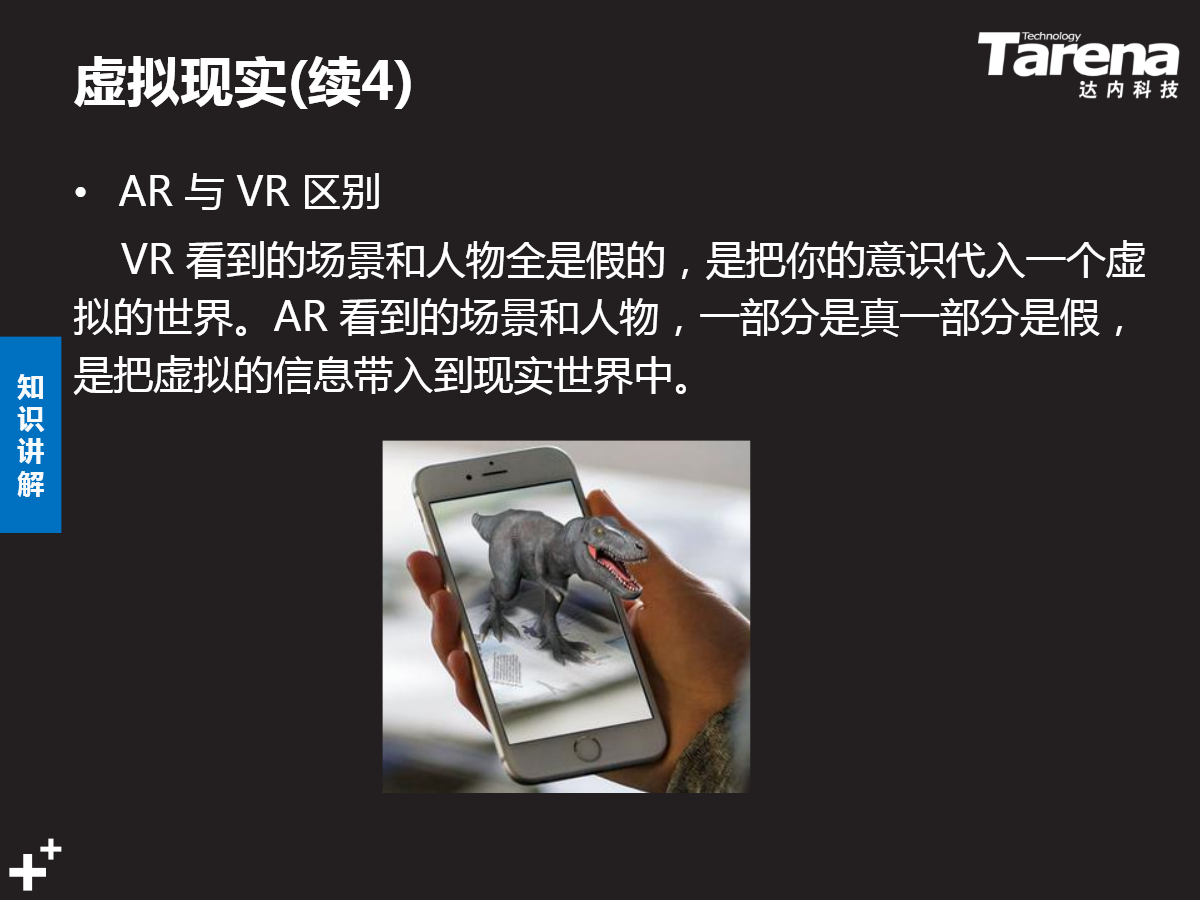 虚拟现实(续4)
Technology
Tarena
达内科技
• AR 与 VR 区别
VR 看到的场景和人物全是假的，是把你的意识代入一个虚
拟的世界。AR 看到的场景和人物，一部分是真一部分是假，
是把虚拟的信息带入到现实世界中。
知
识
讲
解